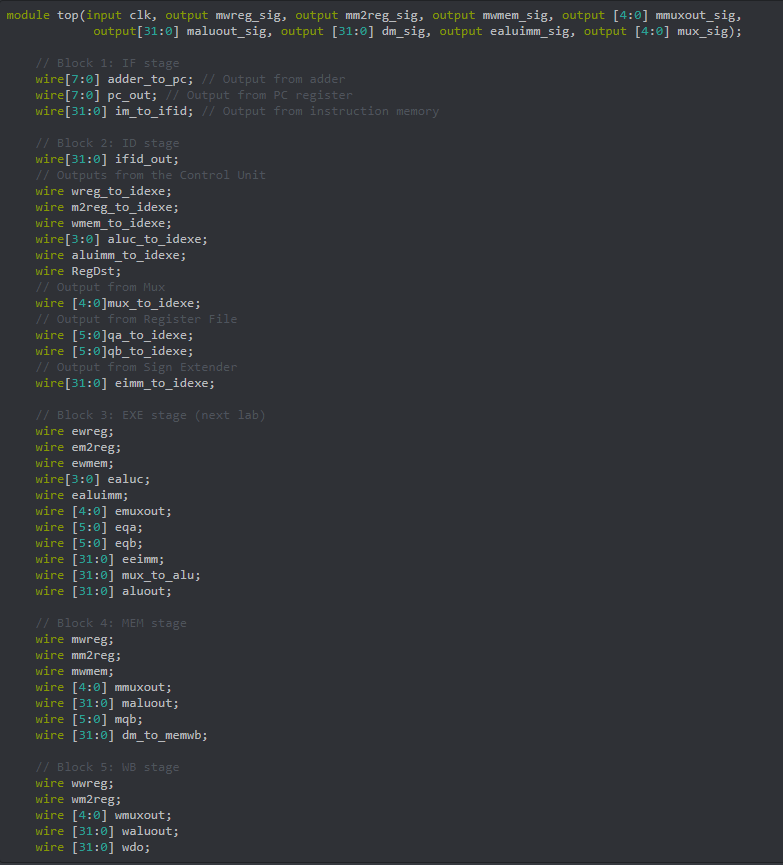 module top(input clk, output mwreg_sig, output mm2reg_sig, output mwmem_sig, output [4:0] mmuxout_sig,
output[31:0] maluout_sig, output [31:0] dm_sig, output ealuimm_sig, output [4:0] mux_sig);
// Block 1: IF stage
wire[7:0] adder_to_pc; // Output from adder
wire[7:0] pc_out; // Output from PC register
wire[31:0] im_to_ifid; // Output from instruction memory
// Block 2: ID stage
wire[31:0] ifid_out;
// Outputs from the Control Unit
wire wreg_to_idexe;
wire m2reg_to_idexe;
wire wmem_to_idexe;
wire[3:0] aluc_to_idexe;
wire aluimm_to_idexe;
wire RegDst;
// Output from Mux
wire [4:0]mux_to_idexe;
// Output from Register File
wire [5:0]qa_to_idexe;
wire [5:0]qb_to_idexe;
// Output from Sign Extender
wire[31:0] eimm_to_idexe;
// Block 3: EXE stage (next lab)
wire ewreg;
wire em2reg;
wire ewmem;
wire[3:0] ealuc;
wire ealuimm;
wire [4:0] emuxout;
wire [5:0] eqa;
wire [5:0] eqb;
wire [31:0] eeimm;
wire [31:0] mux_to_alu;
wire [31:0] aluout;
// Block 4: MEM stage
wire mwreg;
wire mm2reg;
wire mwmem;
wire [4:0] mmuxout;
wire [31:0] maluout;
wire [5:0] mqb;
wire [31:0] dm_to_memwb;
// Block 5: WB stage
wire wwreg;
wire wm2reg;
wire [4:0] wmuxout;
wire [31:0] waluout;
wire [31:0] wdo;